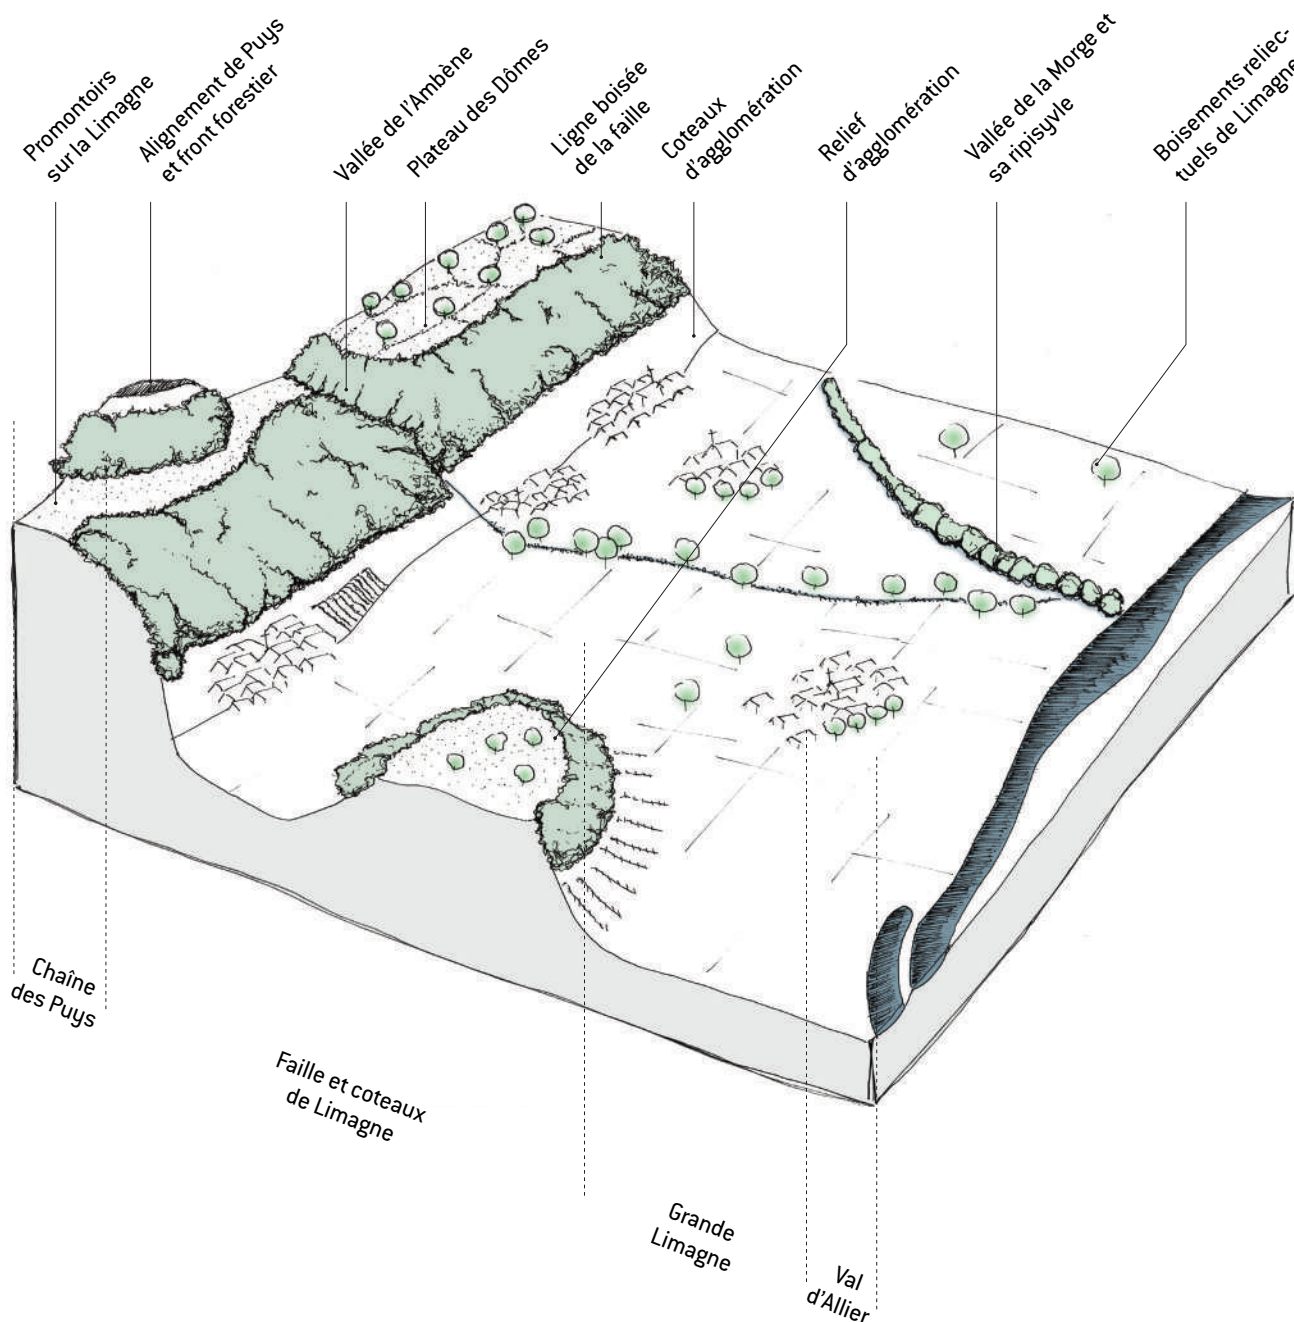 Promontoirs
sur la Limagne
Alignement de Puys
et front forestier
Vallée de l'Ambène
Plateau des Dômes
Ligne boisée
de la faille
Coteaux
d'agglomération
Relief
d'agglomération
Vallée de la Morge et
sa ripisyvle
Boisements reliec-
tuels de Limagne
Chaîne
des Puys
Faille et coteaux
de Limagne
Grande
Limagne
Val
d'Allier